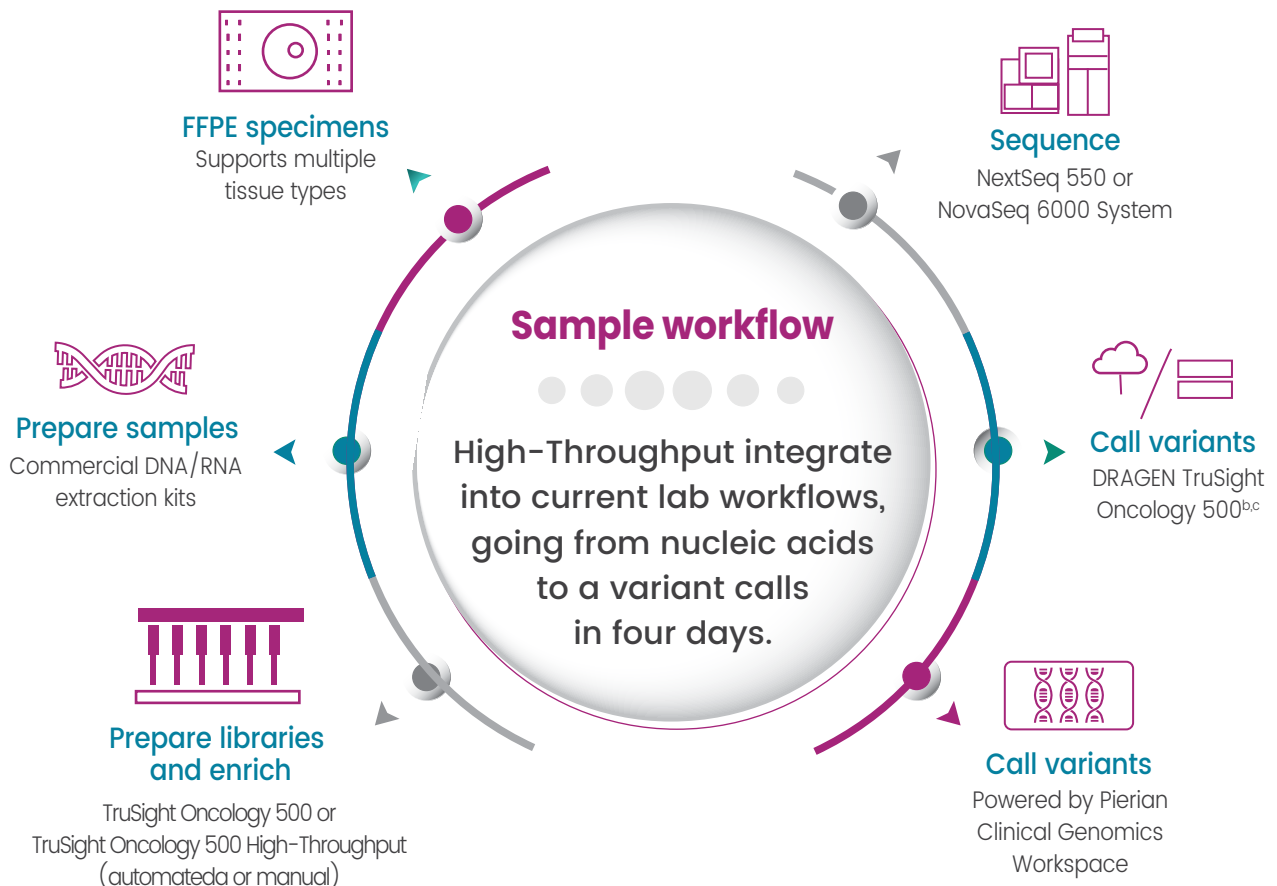 FFPE specimens
Supports multiple
tissue types
Prepare samples
Commercial DNA/RNA
extraction kits
Prepare libraries
and enrich
TruSight Oncology 500 or
TruSight Oncology 500 High-Throughput
(automateda or manual)
Sample workflow
High-Throughput integrate
into current lab workflows,
going from nucleic acids
to a variant calls
in four days.
Sequence
NextSeq 550 or
NovaSeq 6000 System
Call variants
DRAGEN TruSight
Oncology 500b,c
Call variants
Powered by Pierian
Clinical Genomics
Workspace